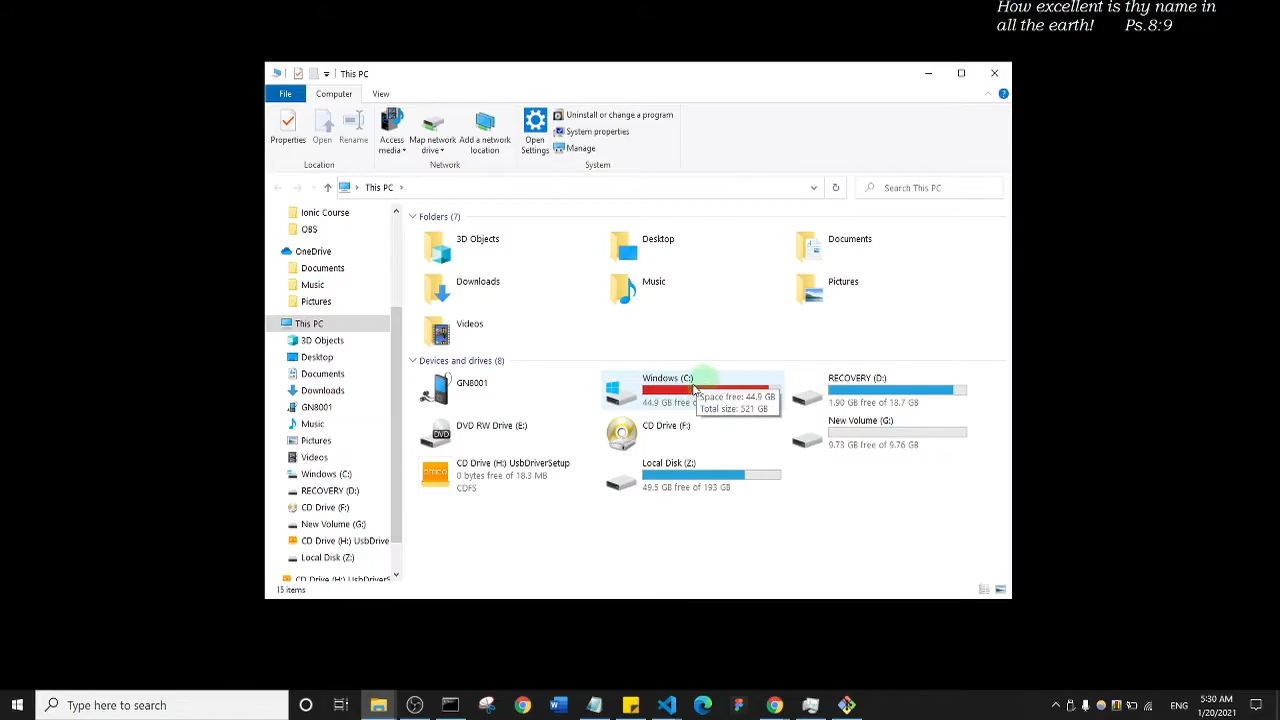 How excellent is thy name in
all the earth! Ps.8:9
This PC
File
Computer
View
Properties
Open
Rename
Access media
Map network drive
Add a network location
Open Settings
Uninstall or change a program
System properties
Manage
Location
Network
System
This PC
Search This PC
Ionic Course
OBS
OneDrive
Documents
Music
Pictures
This PC
3D Objects
Desktop
Documents
Downloads
GN8001
Music
Pictures
Videos
Windows (C:)
RECOVERY (D:)
CD Drive (F:)
New Volume (G:)
CD Drive (H:) UsbDrive
Local Disk (Z:)
CD Drive (H:) UsbDriverS
Folders (7)
3D Objects
Desktop
Documents
Downloads
Music
Pictures
Videos
Devices and drives (8)
GN8001
Windows (C:)
44.9 GB free o
Space free: 44.9 GB
Total size: 521 GB
RECOVERY (D:)
1.90 GB free of 18.7 GB
DVD RW Drive (E:)
CD Drive (F:)
New Volume (G:)
9.73 GB free of 9.76 GB
CD Drive (H:) UsbDriverSetup
0 bytes free of 18.3 MB
CDFS
Local Disk (Z:)
49.5 GB free of 193 GB
15 items
Type here to search
ENG
5:30 AM
1/20/2021